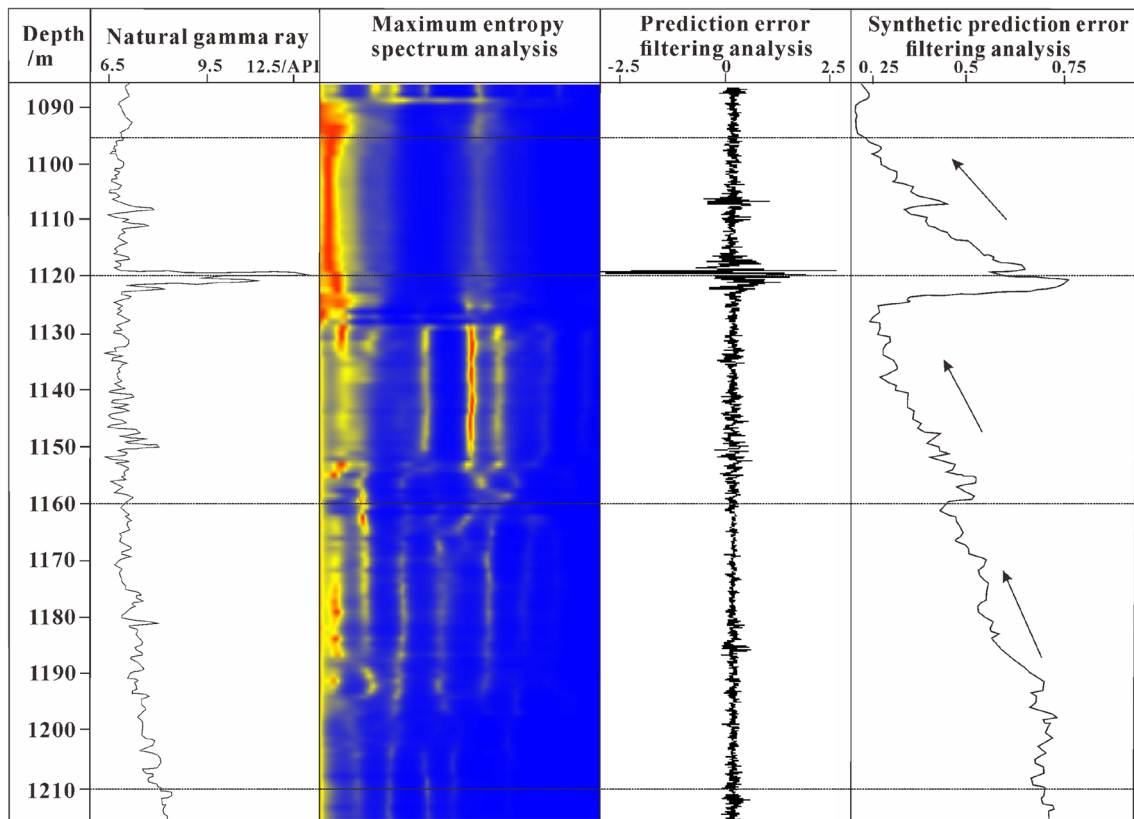 Depth
/m
Natural gamma ray
6.5 9.5 12.5/API
Maximum entropy
spectrum analysis
Prediction error
filtering analysis
-2.5 0 2.5
Synthetic prediction error
filtering analysis
0. 25 0.5 0.75
1090
1100
1110
1120
1130
1140
1150
1160
1170
1180
1190
1200
1210